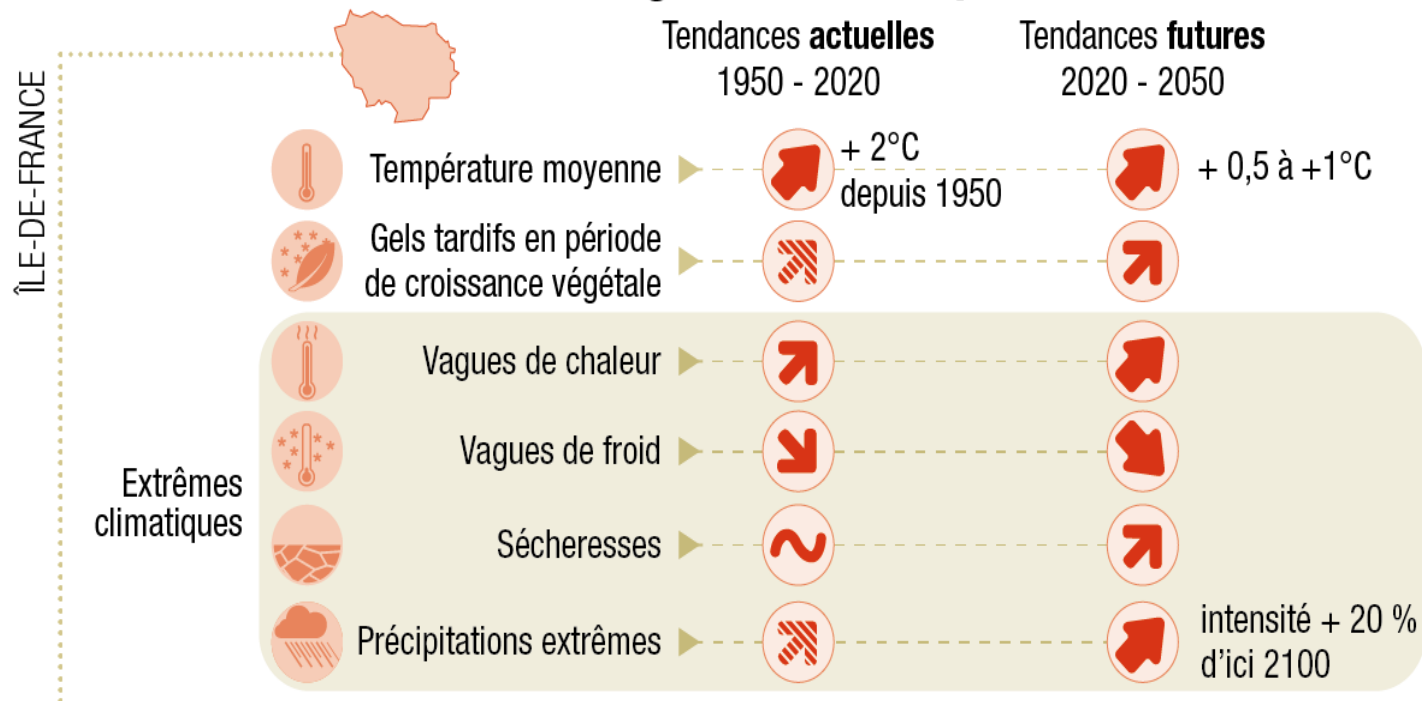 Tendances actuelles
1950 - 2020
Tendances futures
2020 - 2050
ÎLE-DE-FRANCE
Température moyenne
+ 2°C
depuis 1950
+ 0,5 à +1°C
Gels tardifs en période
de croissance végétale
Vagues de chaleur
Vagues de froid
Extrêmes
climatiques
Sécheresses
Précipitations extrêmes
intensité + 20 %
d'ici 2100